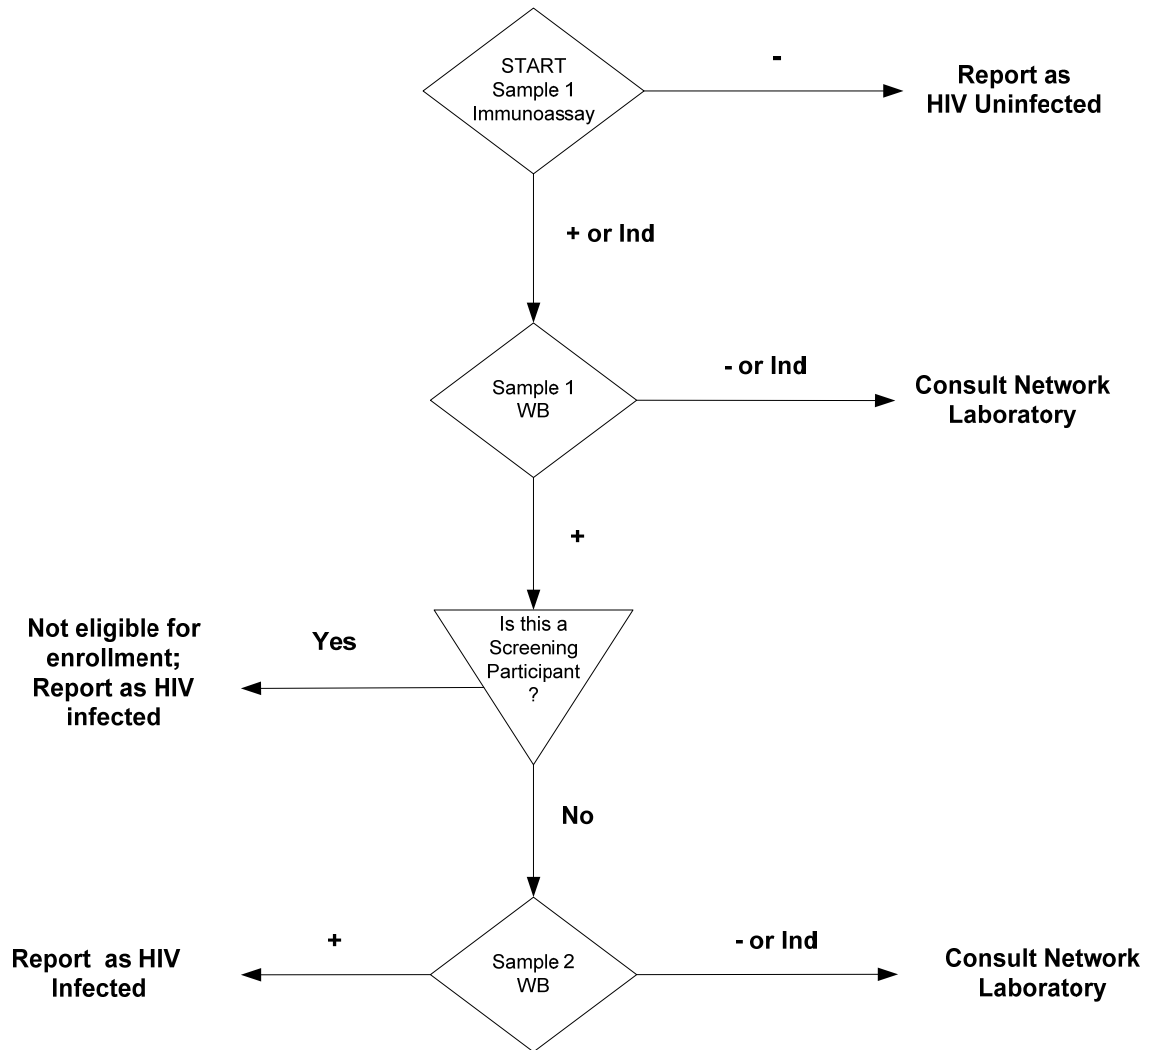 START
Sample 1
Immunoassay
-
Report as
HIV Uninfected
+ or Ind
Sample 1
WB
- or Ind
Consult Network
Laboratory
+
Is this a
Screening
Participant
?
Yes
Not eligible for
enrollment;
Report as HIV
infected
No
Sample 2
WB
+
Report as HIV
Infected
- or Ind
Consult Network
Laboratory